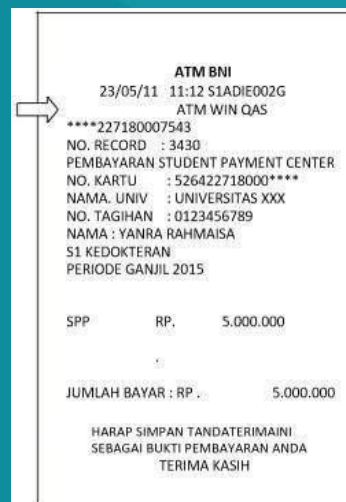 ATM BNI
23/05/11 11:12 S1ADIE002G
ATM WIN QAS
****227180007543
NO. RECORD : 3430
PEMBAYARAN STUDENT PAYMENT CENTER
NO. KARTU : 526422718000****
NAMA. UNIV : UNIVERSITAS XXX
NO. TAGIHAN : 0123456789
NAMA : YANRA RAHMAISA
S1 KEDOKTERAN
PERIODE GANJIL 2015
SPP RP. 5.000.000
.
JUMLAH BAYAR : RP . 5.000.000
HARAP SIMPAN TANDATERIMAINI
SEBAGAI BUKTI PEMBAYARAN ANDA
TERIMA KASIH